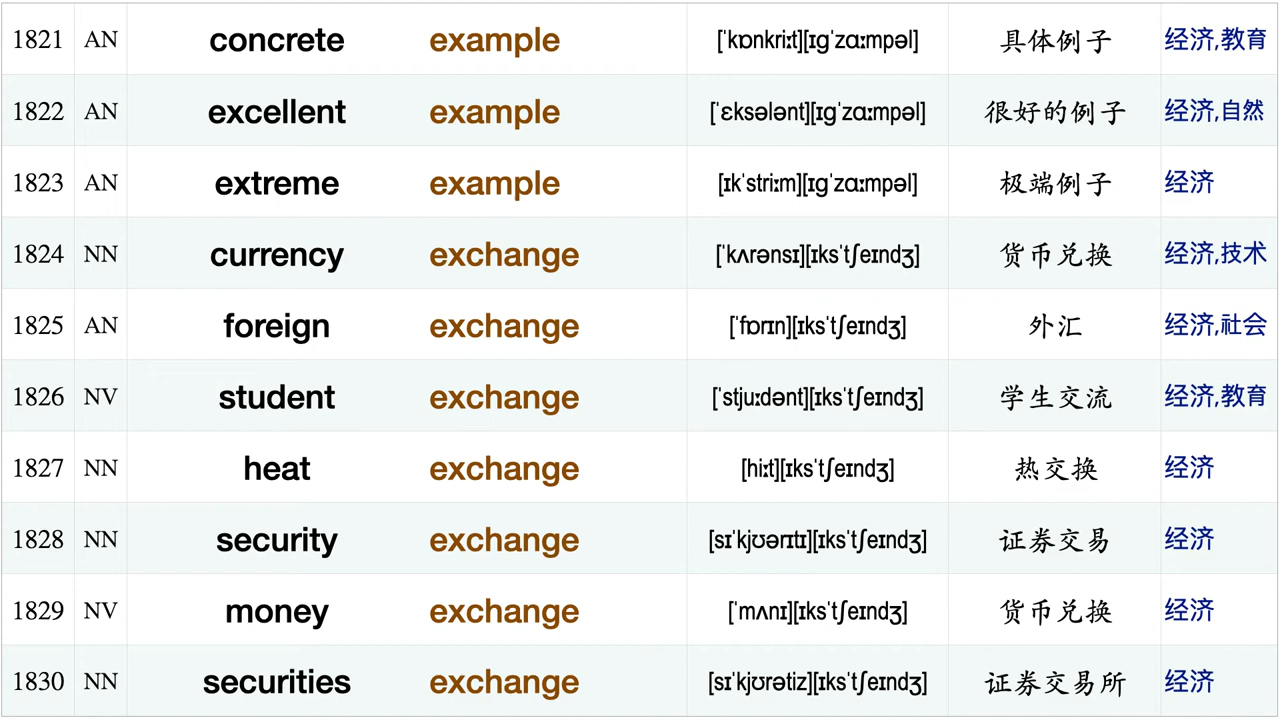 1821 AN concrete example [ˈkɒnkriːt][ɪɡˈzɑːmpəl] 具体例子 经济,教育
1822 AN excellent example [ˈɛksələnt][ɪɡˈzɑːmpəl] 很好的例子 经济,自然
1823 AN extreme example [ɪkˈstriːm][ɪɡˈzɑːmpəl] 极端例子 经济
1824 NN currency exchange [ˈkʌrənsɪ][ɪksˈtʃeɪndʒ] 货币兑换 经济,技术
1825 AN foreign exchange [ˈfɒrɪn][ɪksˈtʃeɪndʒ] 外汇 经济,社会
1826 NV student exchange [ˈstjuːdənt][ɪksˈtʃeɪndʒ] 学生交流 经济,教育
1827 NN heat exchange [hiːt][ɪksˈtʃeɪndʒ] 热交换 经济
1828 NN security exchange [sɪˈkjʊərɪtɪ][ɪksˈtʃeɪndʒ] 证券交易 经济
1829 NV money exchange [ˈmʌnɪ][ɪksˈtʃeɪndʒ] 货币兑换 经济
1830 NN securities exchange [sɪˈkjʊrətiz][ɪksˈtʃeɪndʒ] 证券交易所 经济